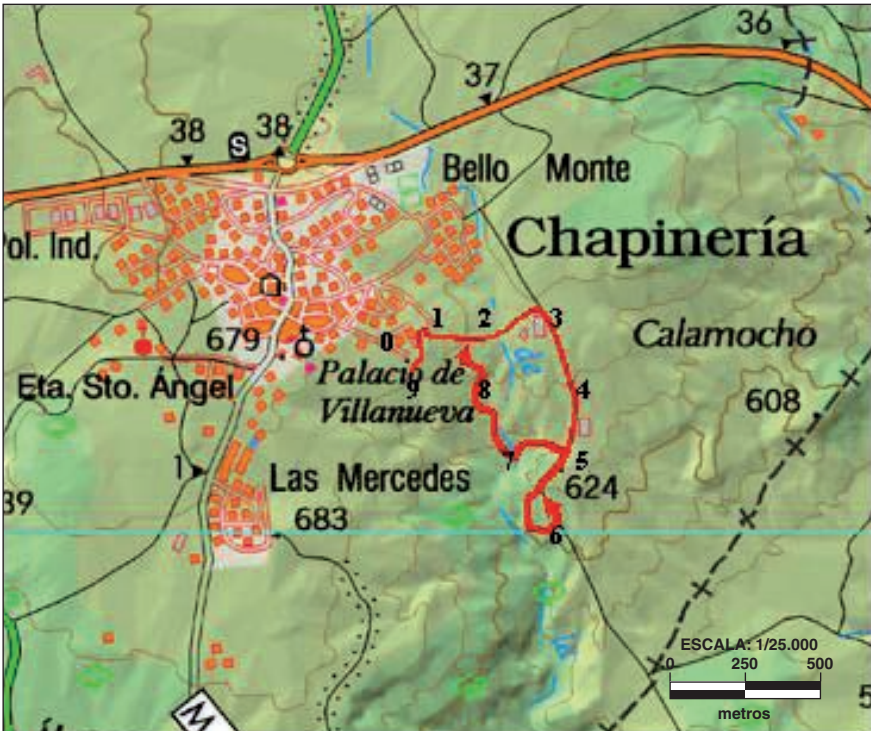 36
37
38
S
38
Bello Monte
Pol. Ind.
Chapinería
1
2
3
0
679
Calamocho
Palacio de
9
8
4
Eta. Sto. Ángel
Villanueva
608
7
5
1
Las Mercedes
624
39
683
6
ESCALA: 1/25.000
0 250 500
metros
5
M